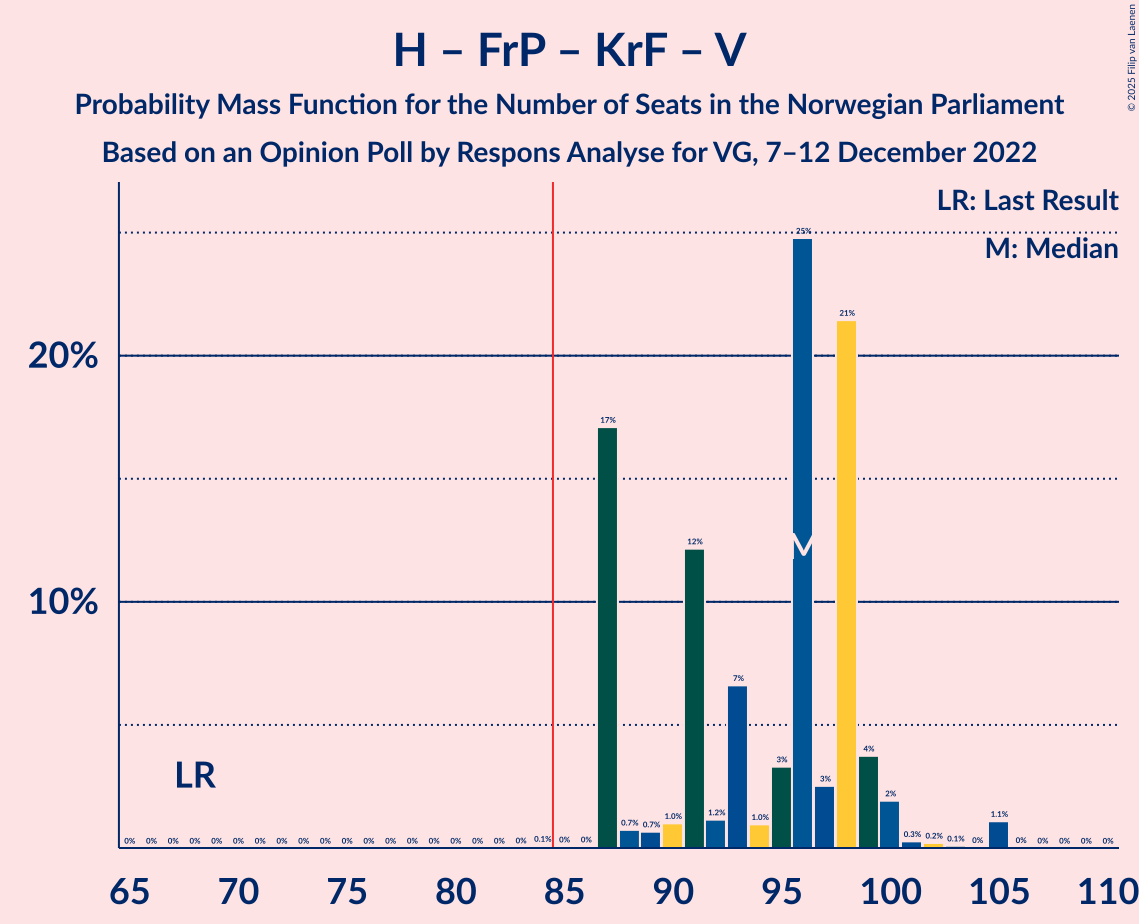 H – FrP – KrF – V
Probability Mass Function for the Number of Seats in the Norwegian Parliament
Based on an Opinion Poll by Respons Analyse for VG, 7–12 December 2022
© 2025 Filip van Laenen
LR: Last Result
M: Median
20%
10%
LR
M
0% 0% 0% 0% 0% 0% 0% 0% 0% 0% 0% 0% 0% 0% 0% 0% 0% 0% 0% 0.1% 0% 0% 17% 0.7% 0.7% 1.0% 12% 1.2% 7% 1.0% 3% 25% 3% 21% 4% 2% 0.3% 0.2% 0.1% 0% 1.1% 0% 0% 0% 0% 0%
65 70 75 80 85 90 95 100 105 110